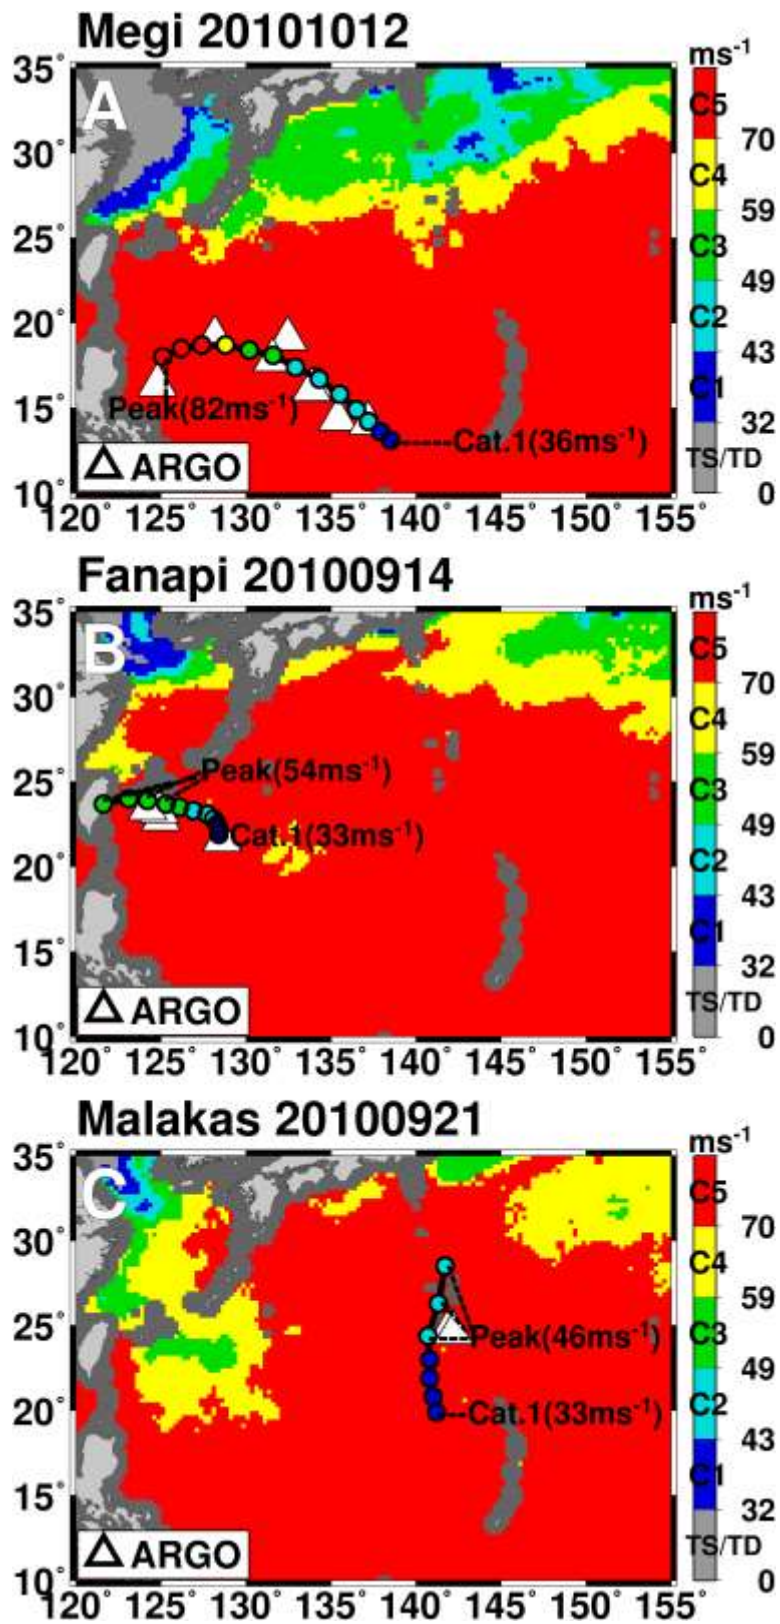 Megi 20101012
ms⁻¹
35°
A
C5
70
30°
C4
59
25°
C3
49
20°
C2
43
15°
Peak(82ms⁻¹)
C1
32
Cat.1(36ms⁻¹)
TS/TD
△ ARGO
10°
0
120° 125° 130° 135° 140° 145° 150° 155°
Fanapi 20100914
ms⁻¹
35°
B
C5
70
30°
C4
59
Peak(54ms⁻¹)
25°
C3
49
Cat.1(33ms⁻¹)
20°
C2
43
15°
C1
32
TS/TD
△ ARGO
10°
0
120° 125° 130° 135° 140° 145° 150° 155°
Malakas 20100921
ms⁻¹
35°
C
C5
70
30°
C4
59
25°
Peak(46ms⁻¹)
C3
49
20°
Cat.1(33ms⁻¹)
C2
43
15°
C1
32
TS/TD
△ ARGO
10°
0
120° 125° 130° 135° 140° 145° 150° 155°